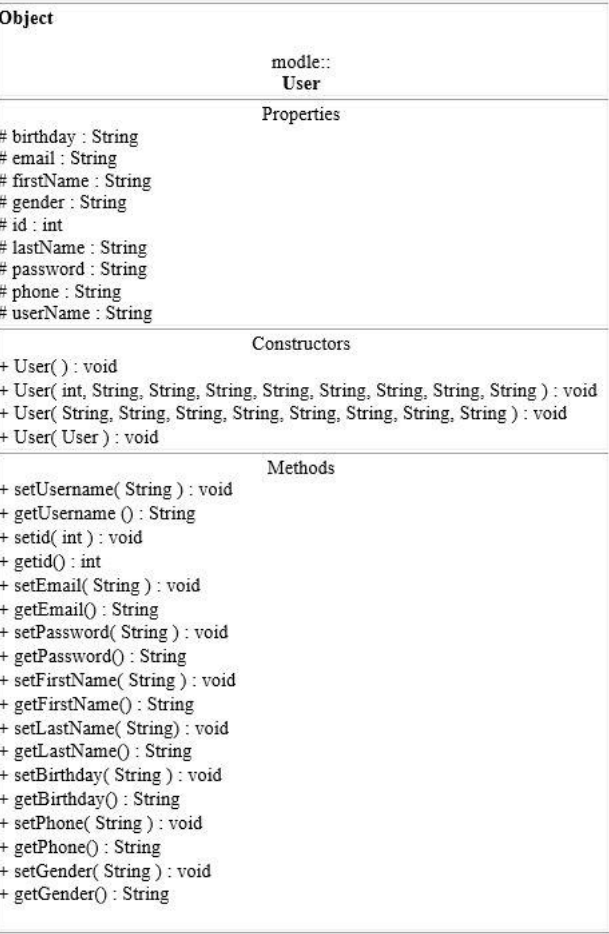 Object
modle::
User
Properties
# birthday : String
# email : String
# firstName : String
# gender : String
# id : int
# lastName : String
# password : String
# phone : String
# userName : String
Constructors
+ User( ) : void
+ User( int, String, String, String, String, String, String, String, String ) : void
+ User( String, String, String, String, String, String, String, String ) : void
+ User( User ) : void
Methods
+ setUsername( String ) : void
+ getUsername () : String
+ setid( int ) : void
+ getid() : int
+ setEmail( String ) : void
+ getEmail() : String
+ setPassword( String ) : void
+ getPassword() : String
+ setFirstName( String ) : void
+ getFirstName() : String
+ setLastName( String) : void
+ getLastName() : String
+ setBirthday( String ) : void
+ getBirthday() : String
+ setPhone( String ) : void
+ getPhone() : String
+ setGender( String ) : void
+ getGender() : String